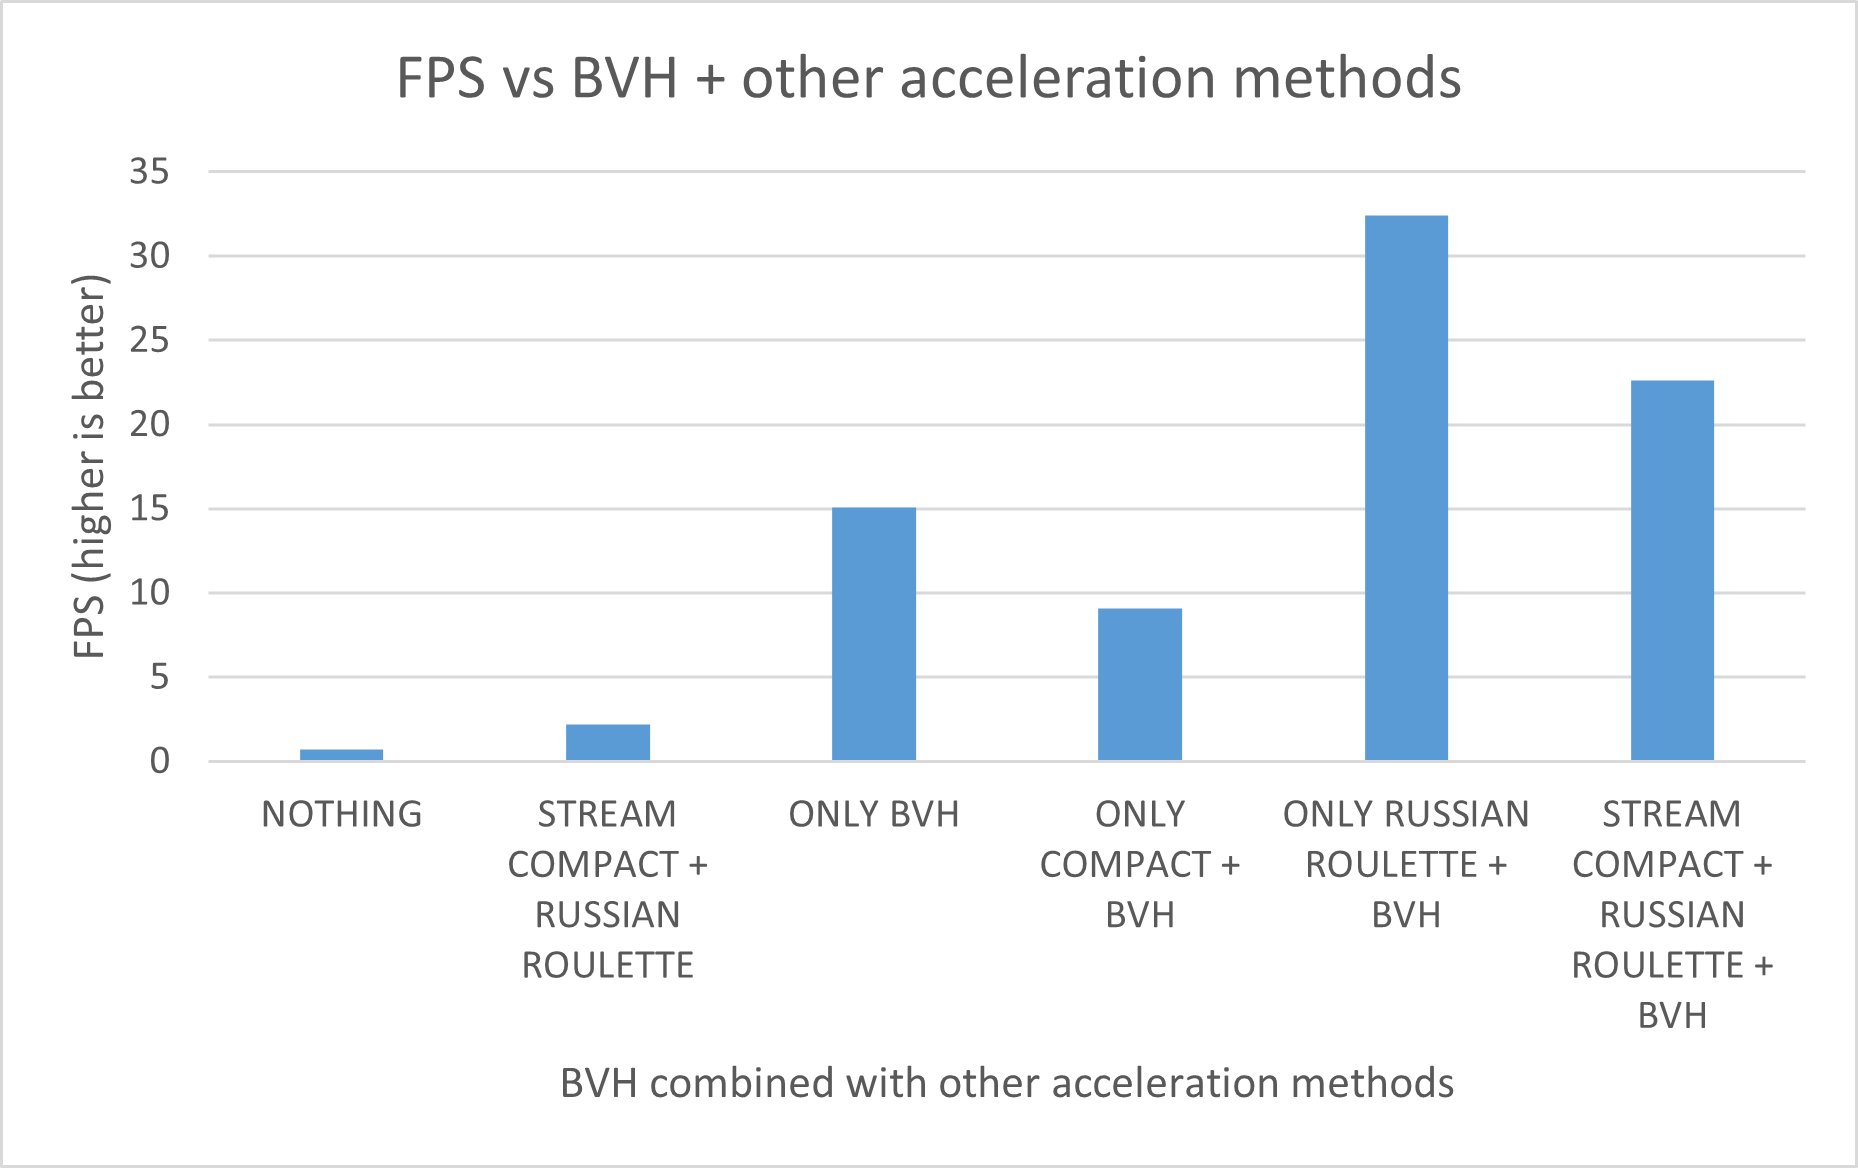 FPS vs BVH + other acceleration methods
FPS (higher is better)
35
30
25
20
15
10
5
0
NOTHING
STREAM
COMPACT +
RUSSIAN
ROULETTE
ONLY BVH
ONLY
COMPACT +
BVH
ONLY RUSSIAN
ROULETTE +
BVH
STREAM
COMPACT +
RUSSIAN
ROULETTE +
BVH
BVH combined with other acceleration methods